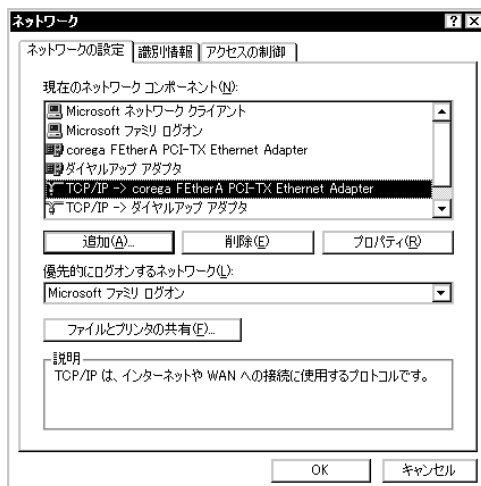 ネットワーク
ネットワークの設定 識別情報 アクセスの制御
現在のネットワーク コンポーネント(N):
Microsoft ネットワーク クライアント
Microsoft ファミリ ログオン
corega FEtherA PCI-TX Ethernet Adapter
ダイヤルアップ アダプタ
TCP/IP -> corega FEtherA PCI-TX Ethernet Adapter
TCP/IP -> ダイヤルアップ アダプタ
追加(A)... 削除(E) プロパティ(R)
優先的にログオンするネットワーク(L):
Microsoft ファミリ ログオン
ファイルとプリンタの共有(F)...
説明
TCP/IP は、インターネットや WAN への接続に使用するプロトコルです。
OK キャンセル